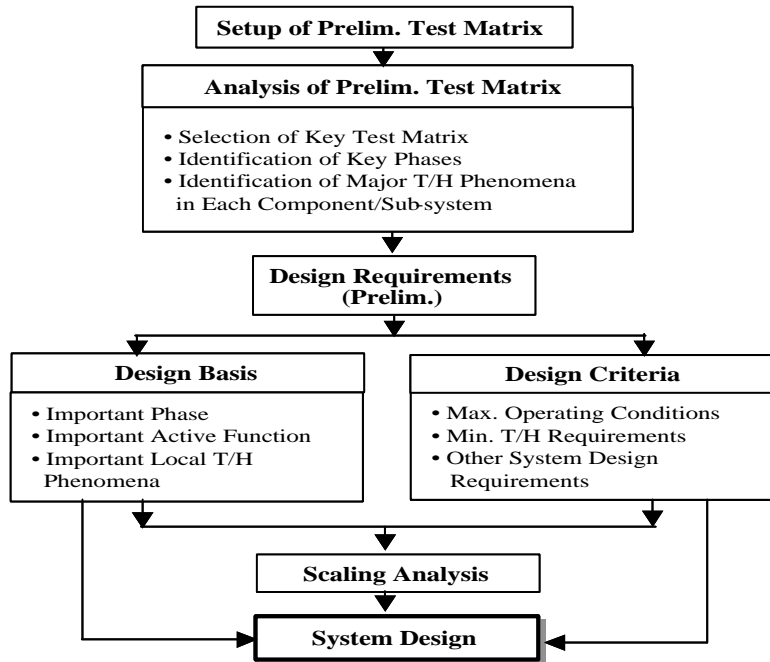 Setup of Prelim. Test Matrix
Analysis of Prelim. Test Matrix
• Selection of Key Test Matrix
• Identification of Key Phases
• Identification of Major T/H Phenomena
in Each Component/Sub-system
Design Requirements
(Prelim.)
Design Basis
• Important Phase
• Important Active Function
• Important Local T/H
Phenomena
Design Criteria
• Max. Operating Conditions
• Min. T/H Requirements
• Other System Design
Requirements
Scaling Analysis
System Design